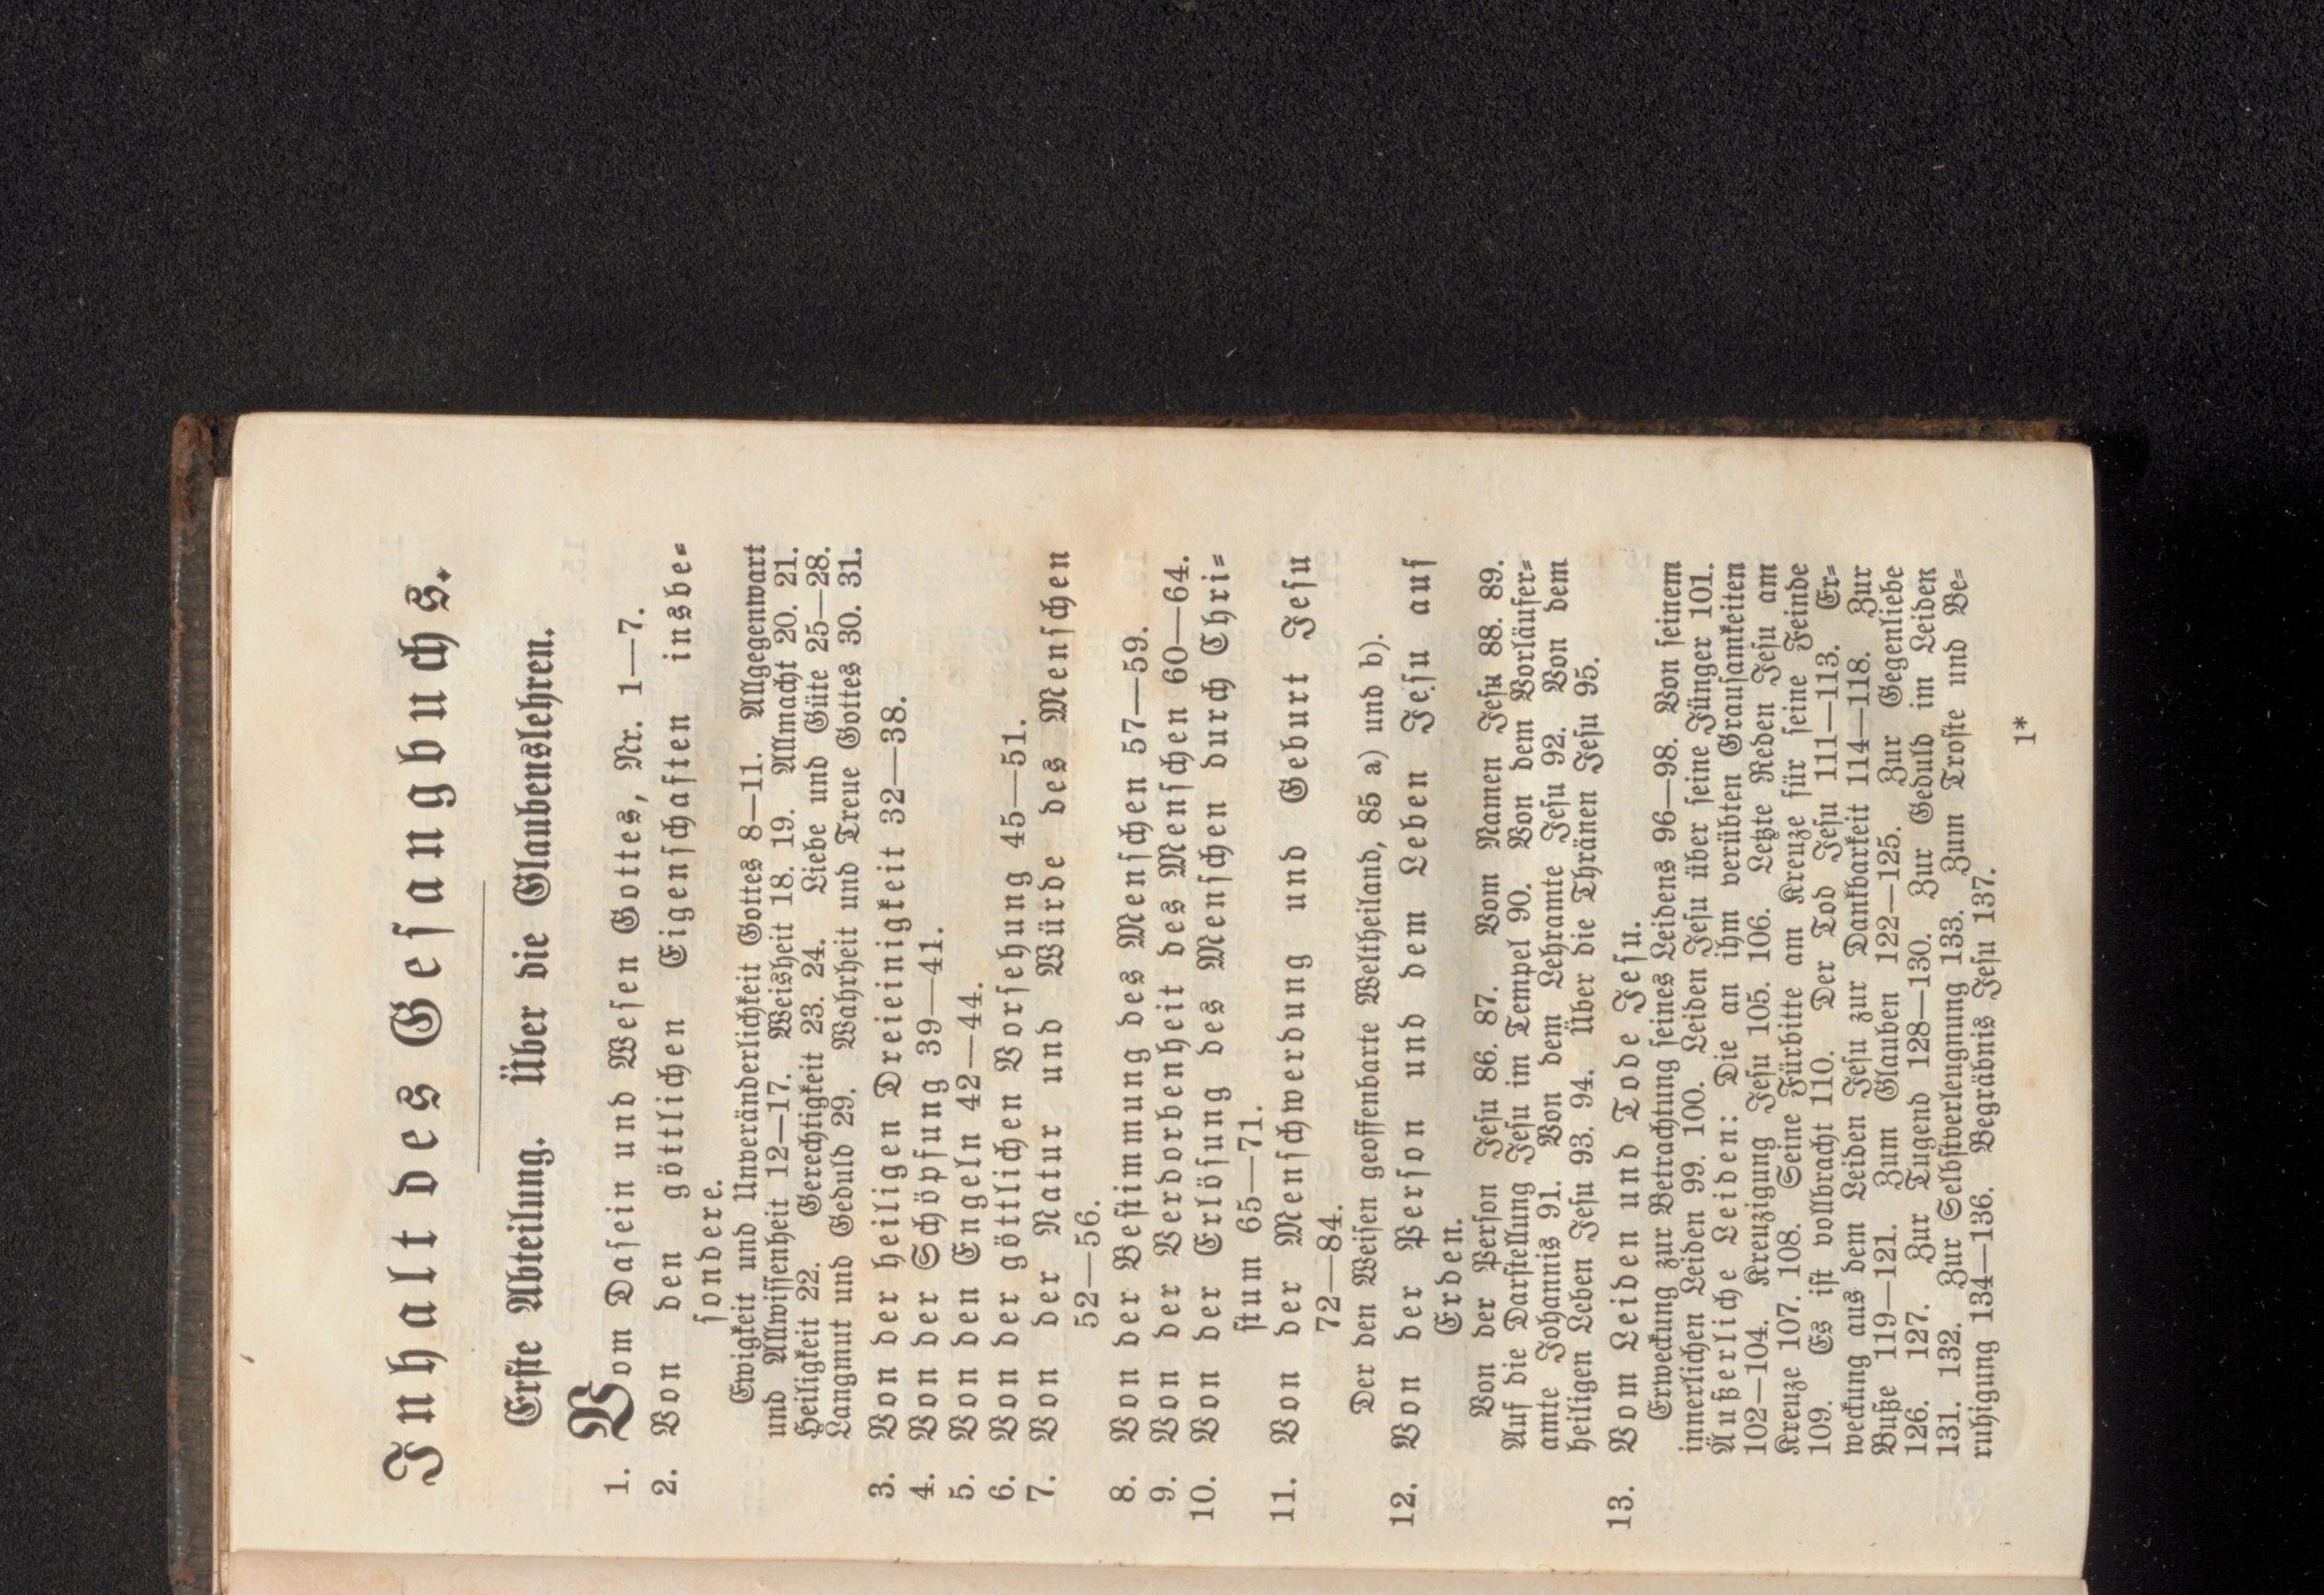 Inhalt des Gesangbuchs.
Erste Abteilung. Über die Glaubenslehren.
1. Vom Dasein und Wesen Gottes, Nr. 1—7.
2. Von den göttlichen Eigenschaften insbe-
sondere.
Ewigkeit und Unveränderlichkeit Gottes 8—11. Allgegenwart
und Allwissenheit 12—17. Weisheit 18. 19. Allmacht 20. 21.
Heiligkeit 22. Gerechtigkeit 23. 24. Liebe und Güte 25—28.
Langmut und Geduld 29. Wahrheit und Treue Gottes 30. 31.
3. Von der heiligen Dreieinigkeit 32—38.
4. Von der Schöpfung 39—41.
5. Von den Engeln 42—44.
6. Von der göttlichen Vorsehung 45—51.
7. Von der Natur und Würde des Menschen
52—56.
8. Von der Bestimmung des Menschen 57—59.
9. Von der Verdorbenheit des Menschen 60—64.
10. Von der Erlösung des Menschen durch Chri-
stum 65—71.
11. Von der Menschwerdung und Geburt Jesu
72—84.
Der den Weisen geoffenbarte Weltheiland, 85 a) und b).
12. Von der Person und dem Leben Jesu auf
Erden.
Von der Person Jesu 86. 87. Vom Namen Jesu 88. 89.
Auf die Darstellung Jesu im Tempel 90. Von dem Vorläufer-
amte Johannis 91. Von dem Lehramte Jesu 92. Von dem
heiligen Leben Jesu 93. 94. Über die Thränen Jesu 95.
13. Vom Leiden und Tode Jesu.
Erweckung zur Betrachtung seines Leidens 96—98. Von seinem
innerlichen Leiden 99. 100. Leiden Jesu über seine Jünger 101.
Äußerliche Leiden: Die an ihm verübten Grausamkeiten
102—104. Kreuzigung Jesu 105. 106. Letzte Reden Jesu am
Kreuze 107. 108. Seine Fürbitte am Kreuze für seine Feinde
109. Es ist vollbracht 110. Der Tod Jesu 111—113. Er-
weckung aus dem Leiden Jesu zur Dankbarkeit 114—118. Zur
Buße 119—121. Zum Glauben 122—125. Zur Gegenliebe
126. 127. Zur Tugend 128—130. Zur Geduld im Leiden
131. 132. Zur Selbstverleugnung 133. Zum Troste und Be-
ruhigung 134—136. Begräbnis Jesu 137.
1*